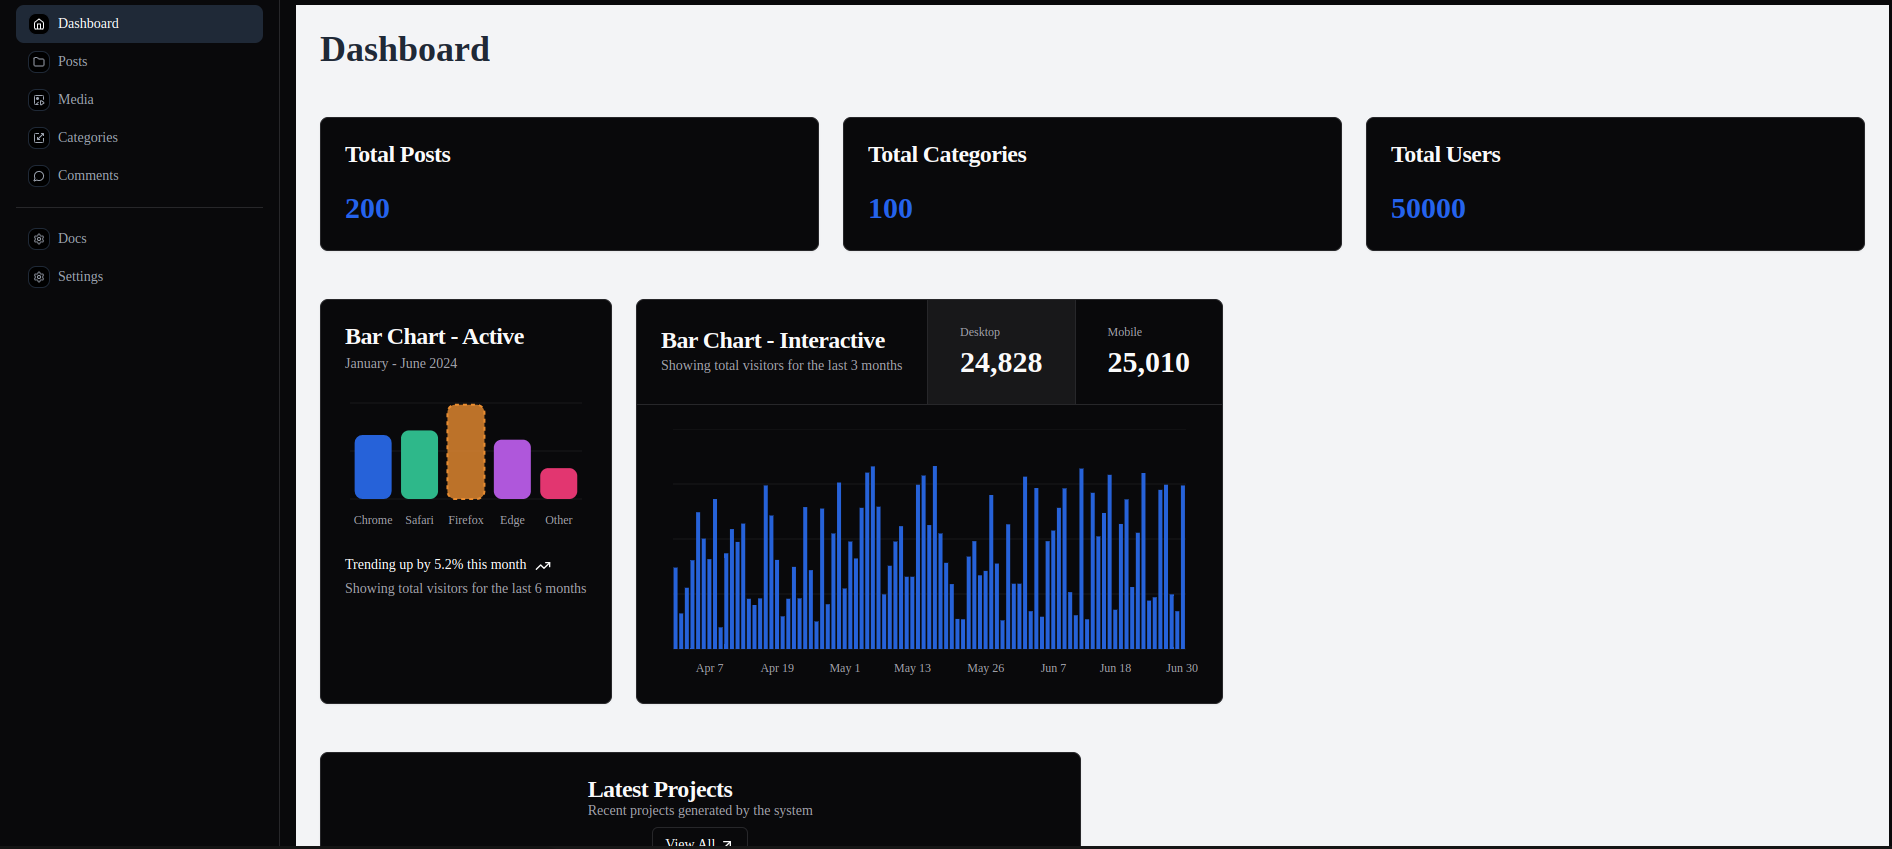 Dashboard
Posts
Media
Categories
Comments
Docs
Settings
Dashboard
Total Posts
200
Total Categories
100
Total Users
50000
Bar Chart - Active
January - June 2024
Chrome Safari Firefox Edge Other
Trending up by 5.2% this month
Showing total visitors for the last 6 months
Bar Chart - Interactive
Showing total visitors for the last 3 months
Desktop
24,828
Mobile
25,010
Apr 7 Apr 19 May 1 May 13 May 26 Jun 7 Jun 18 Jun 30
Latest Projects
Recent projects generated by the system
View All